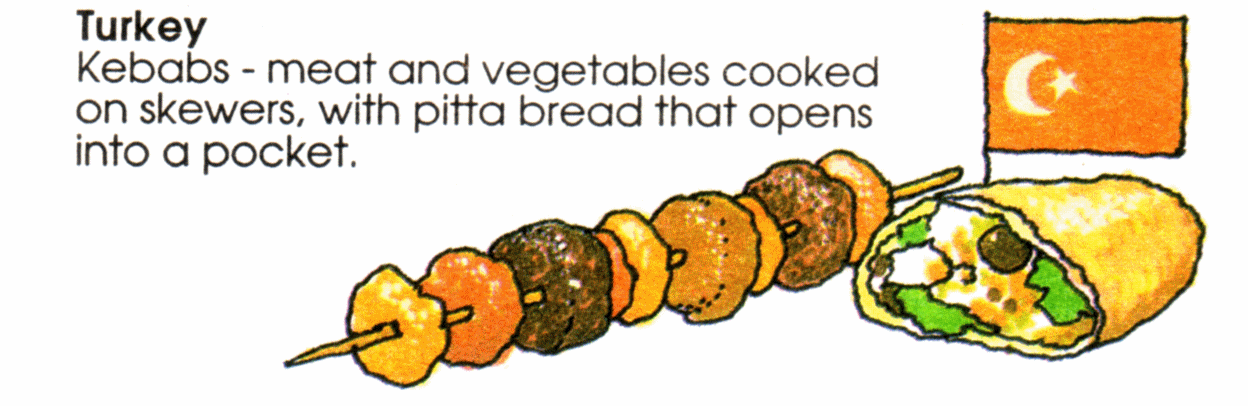 Turkey
Kebabs - meat and vegetables cooked
on skewers, with pitta bread that opens
into a pocket.